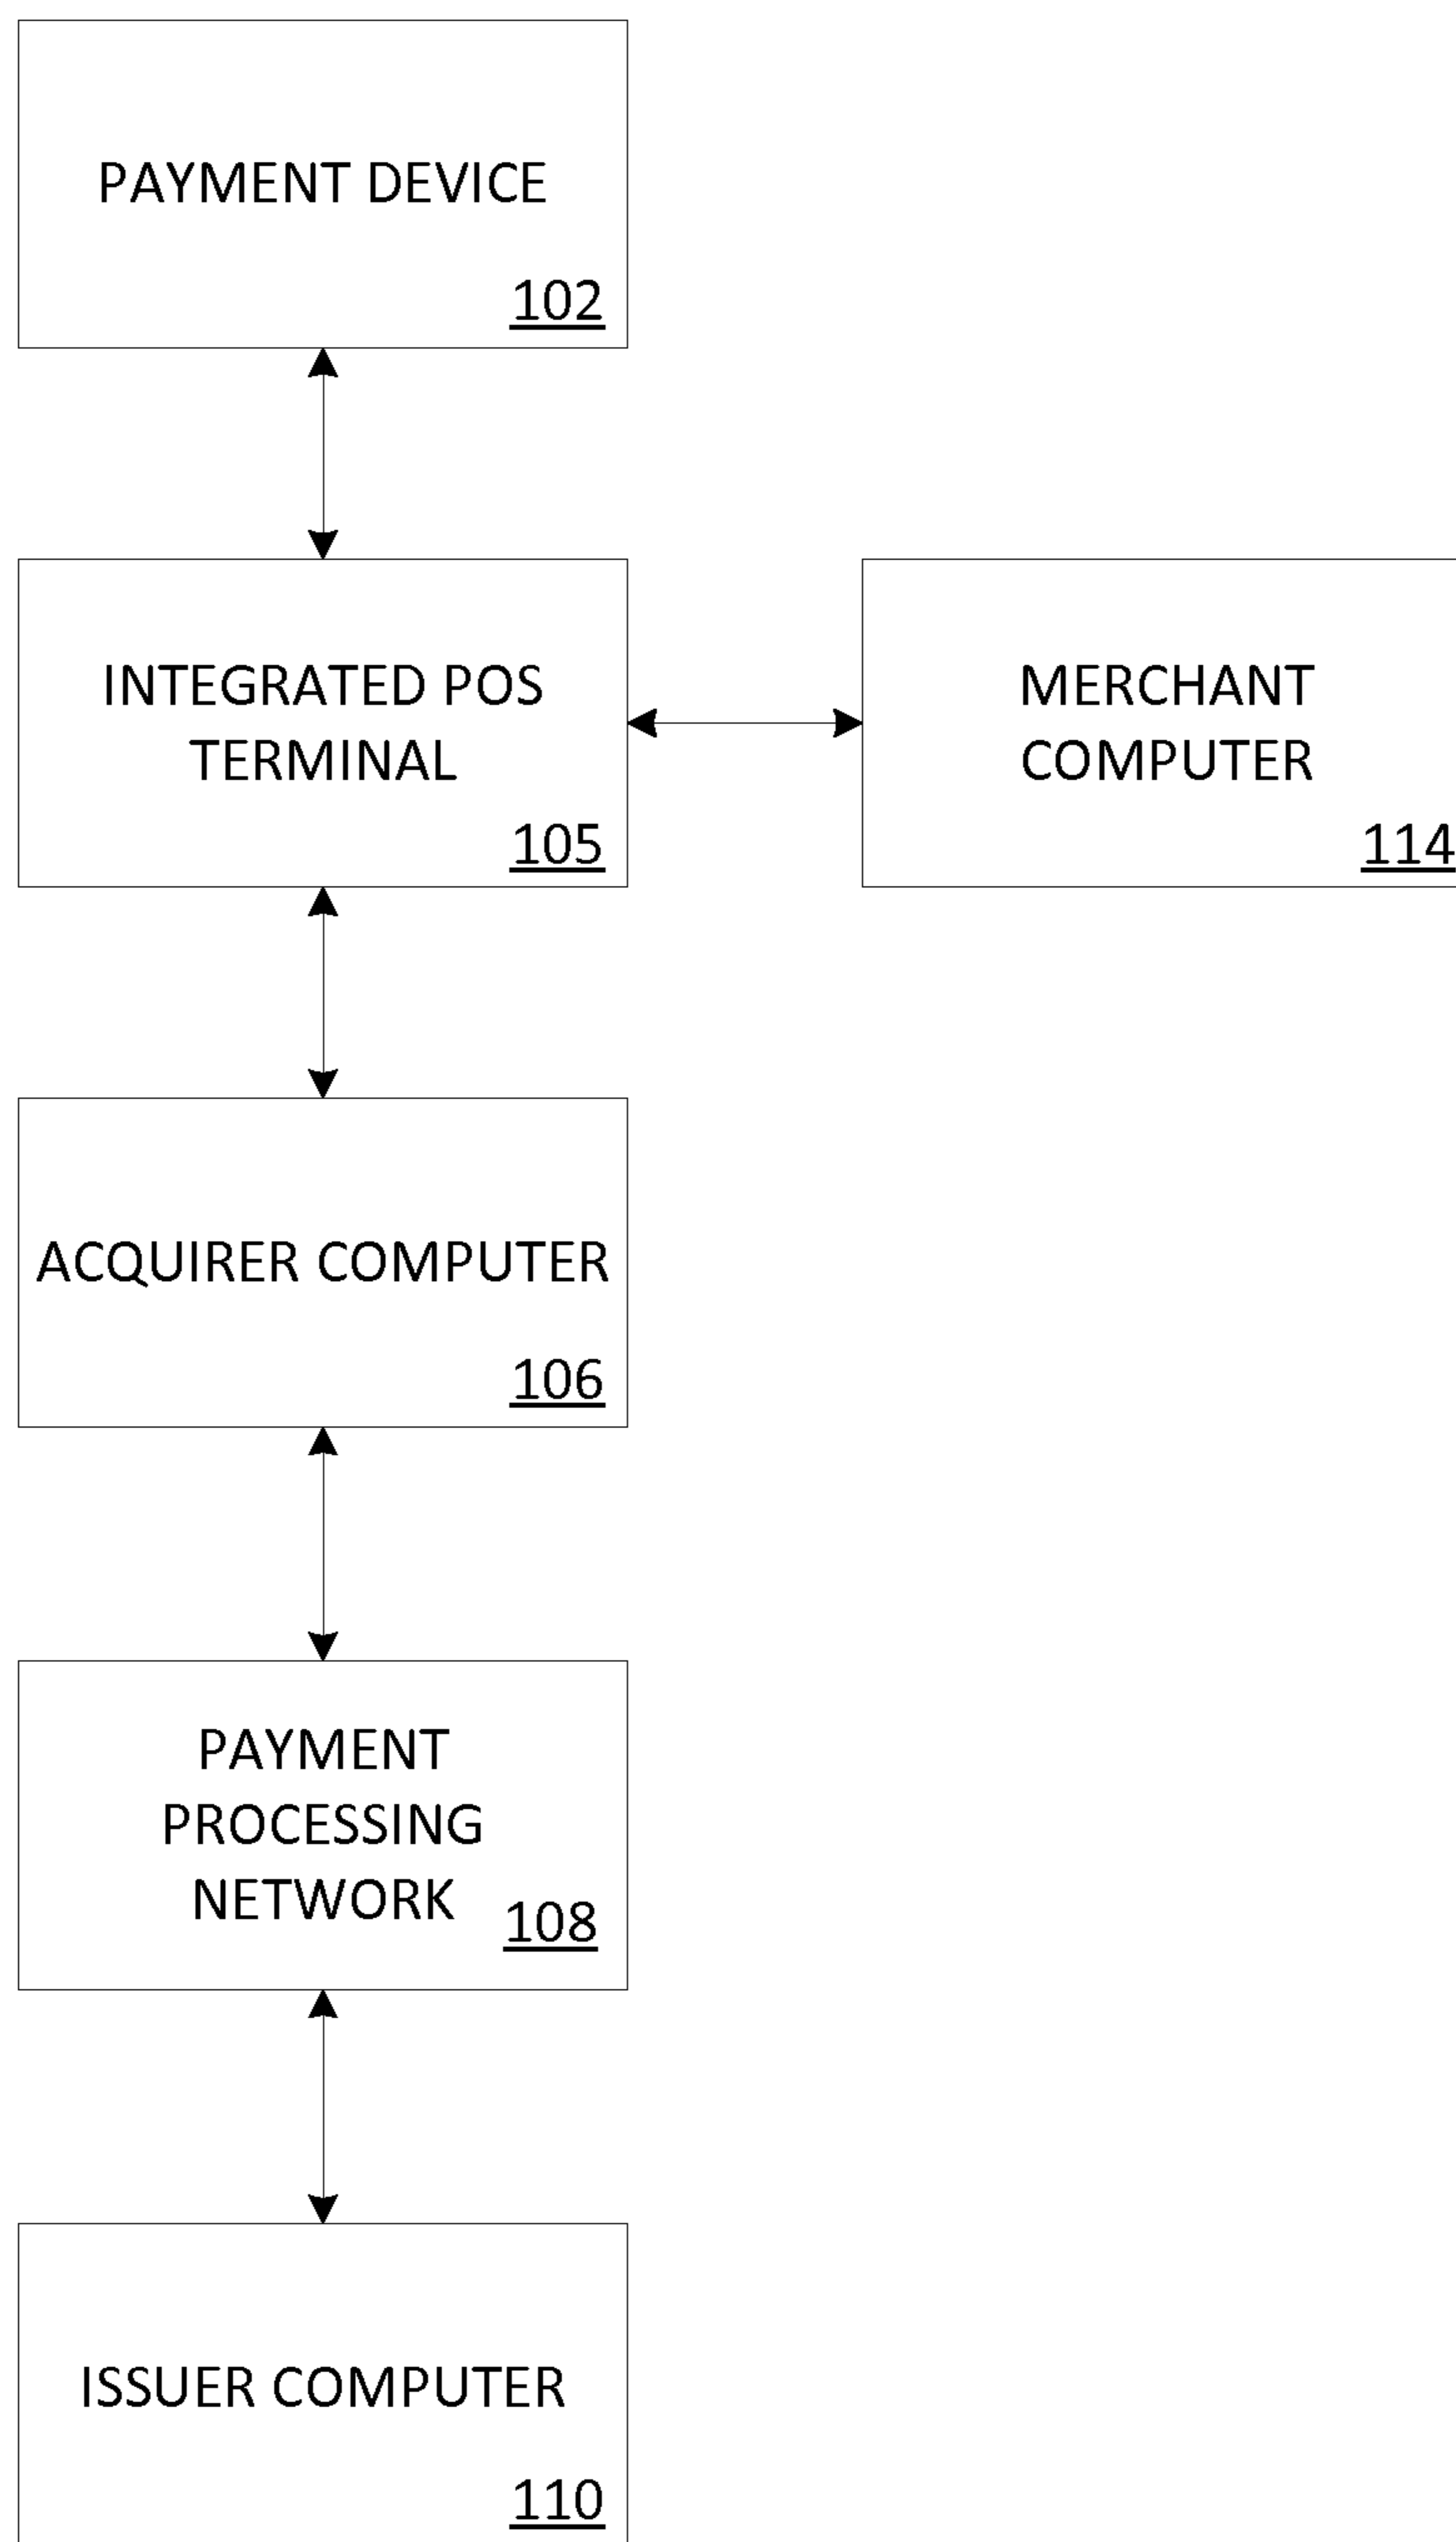 PAYMENT DEVICE
102
INTEGRATED POS
TERMINAL
105
MERCHANT
COMPUTER
114
ACQUIRER COMPUTER
106
PAYMENT
PROCESSING
NETWORK
108
ISSUER COMPUTER
110